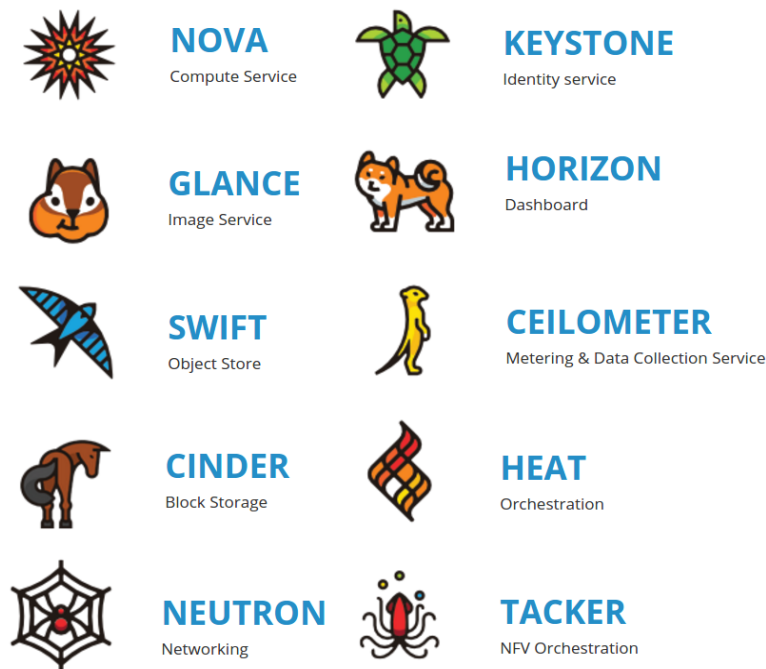 NOVA
Compute Service
KEYSTONE
Identity service
GLANCE
Image Service
HORIZON
Dashboard
SWIFT
Object Store
CEILOMETER
Metering & Data Collection Service
CINDER
Block Storage
HEAT
Orchestration
NEUTRON
Networking
TACKER
NFV Orchestration